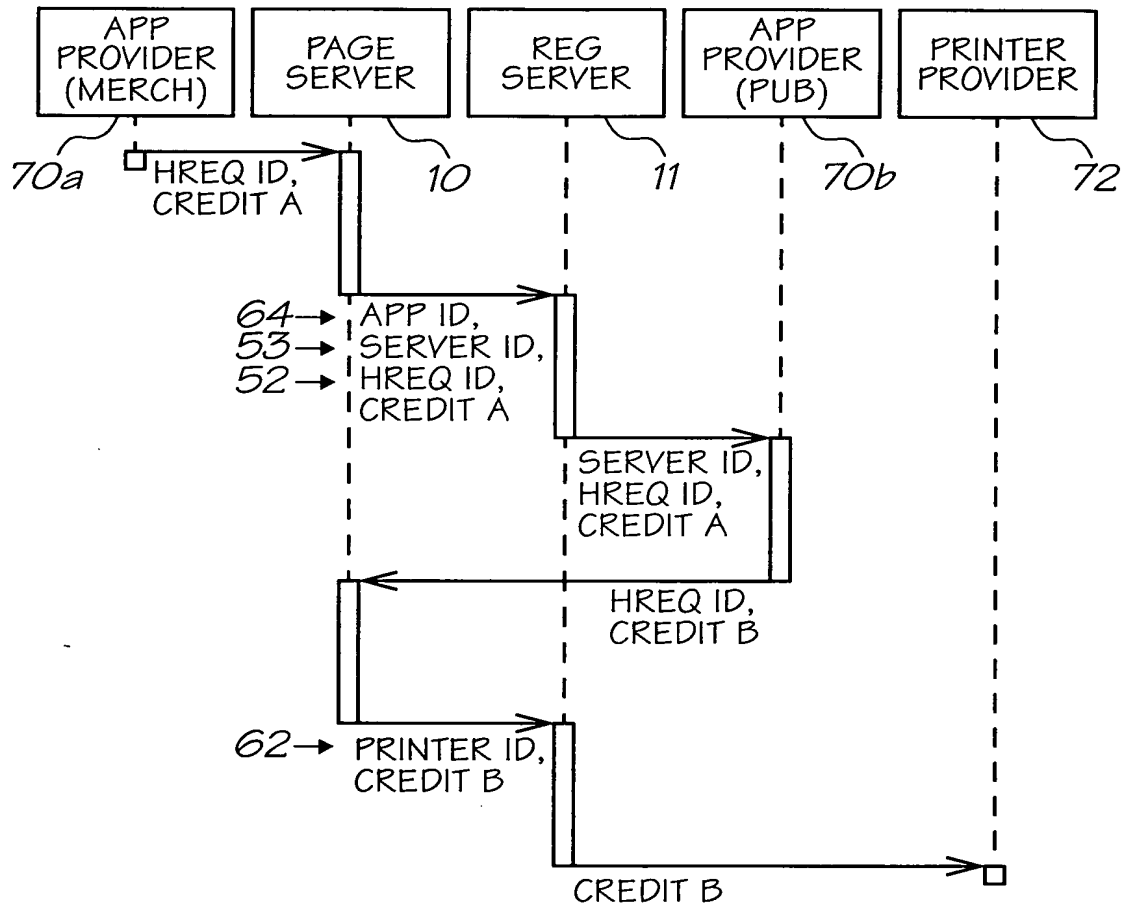 APP
PROVIDER
(MERCH)
PAGE
SERVER
REG
SERVER
APP
PROVIDER
(PUB)
PRINTER
PROVIDER
70a
10
11
70b
72
HREQ ID,
CREDIT A
64
APP ID,
53
SERVER ID,
52
HREQ ID,
CREDIT A
SERVER ID,
HREQ ID,
CREDIT A
HREQ ID,
CREDIT B
62
PRINTER ID,
CREDIT B
CREDIT B